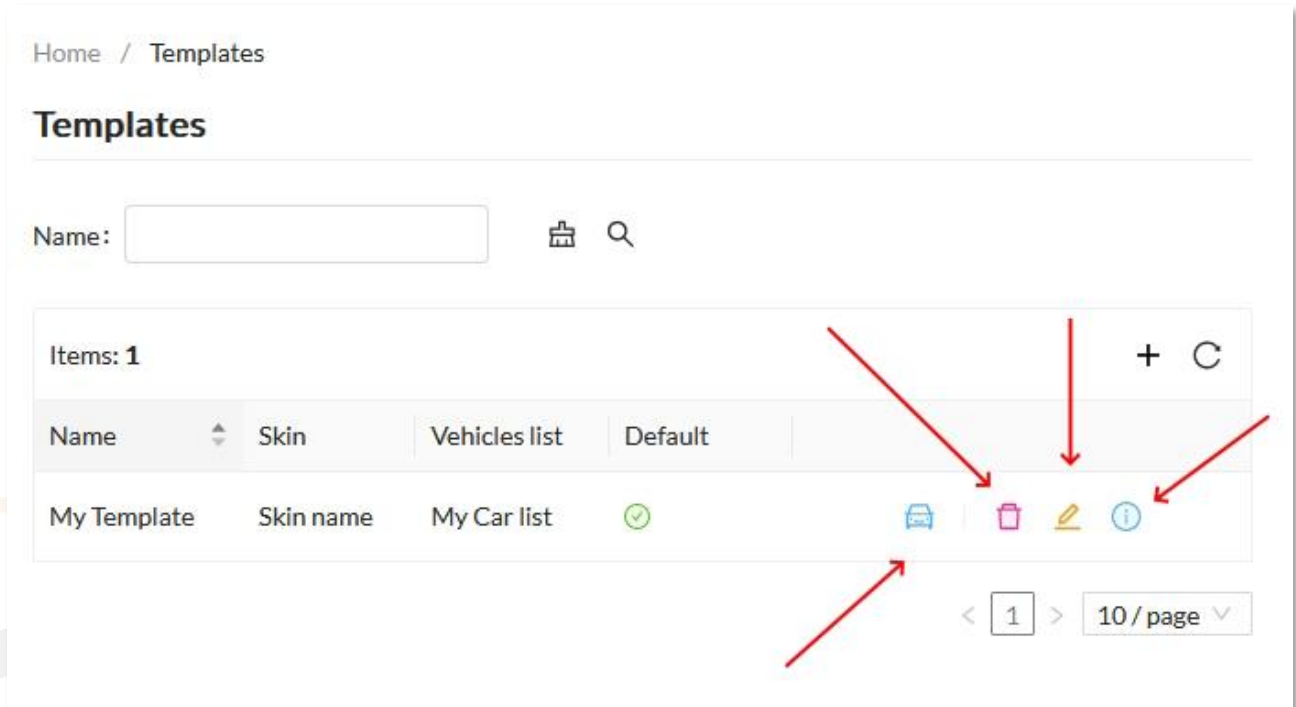 Home / Templates
Templates
Name:
Items: 1
Name Skin Vehicles list Default
My Template Skin name My Car list
< 1 > 10 / page